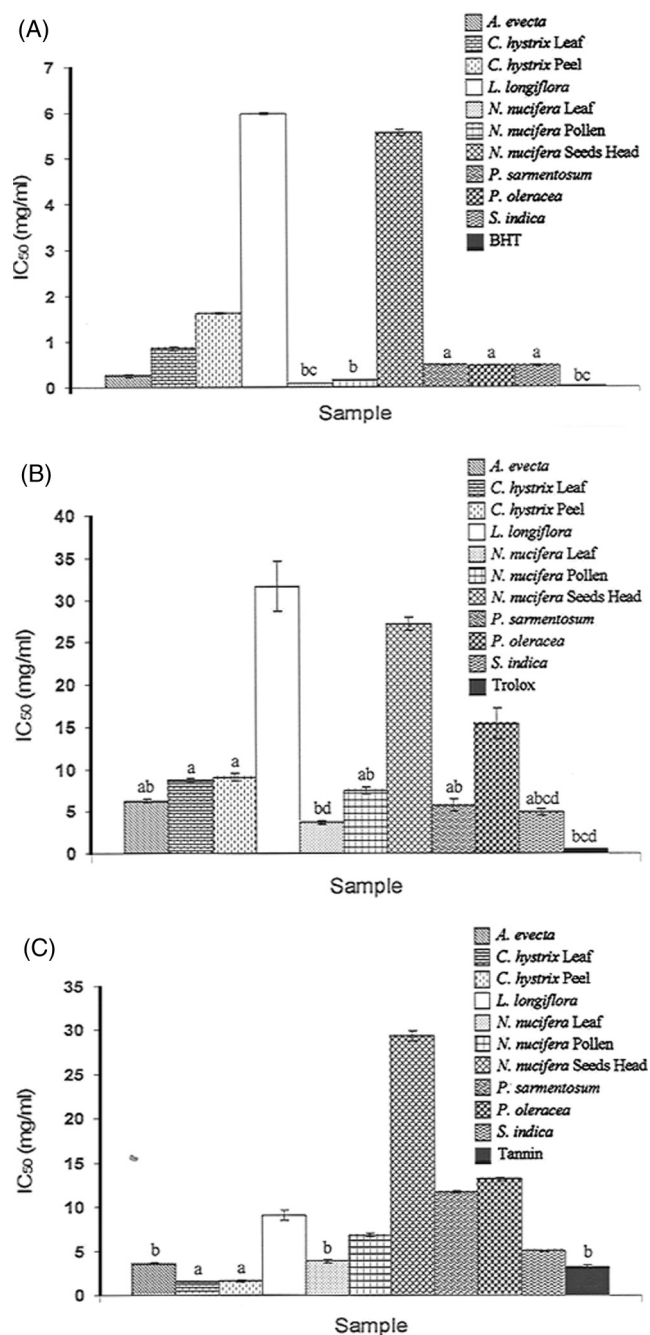 (A)
A. evecta
C. hystrix Leaf
C. hystrix Peel
L. longiflora
N. nucifera Leaf
N. nucifera Pollen
N. nucifera Seeds Head
P. sarmentosum
P. oleracea
S. indica
BHT
7
6
5
4
3
2
1
0
IC50 (mg/ml)
bc
b
a
a
a
bc
Sample
(B)
A. evecta
C. hystrix Leaf
C. hystrix Peel
L. longiflora
N. nucifera Leaf
N. nucifera Pollen
N. nucifera Seeds Head
P. sarmentosum
P. oleracea
S. indica
Trolox
40
35
30
25
20
15
10
5
0
IC50 (mg/ml)
ab
a
a
bd
ab
ab
abcd
bcd
Sample
(C)
A. evecta
C. hystrix Leaf
C. hystrix Peel
L. longiflora
N. nucifera Leaf
N. nucifera Pollen
N. nucifera Seeds Head
P. sarmentosum
P. oleracea
S. indica
Tannin
35
30
25
20
15
10
5
0
IC50 (mg/ml)
b
a
a
b
b
Sample